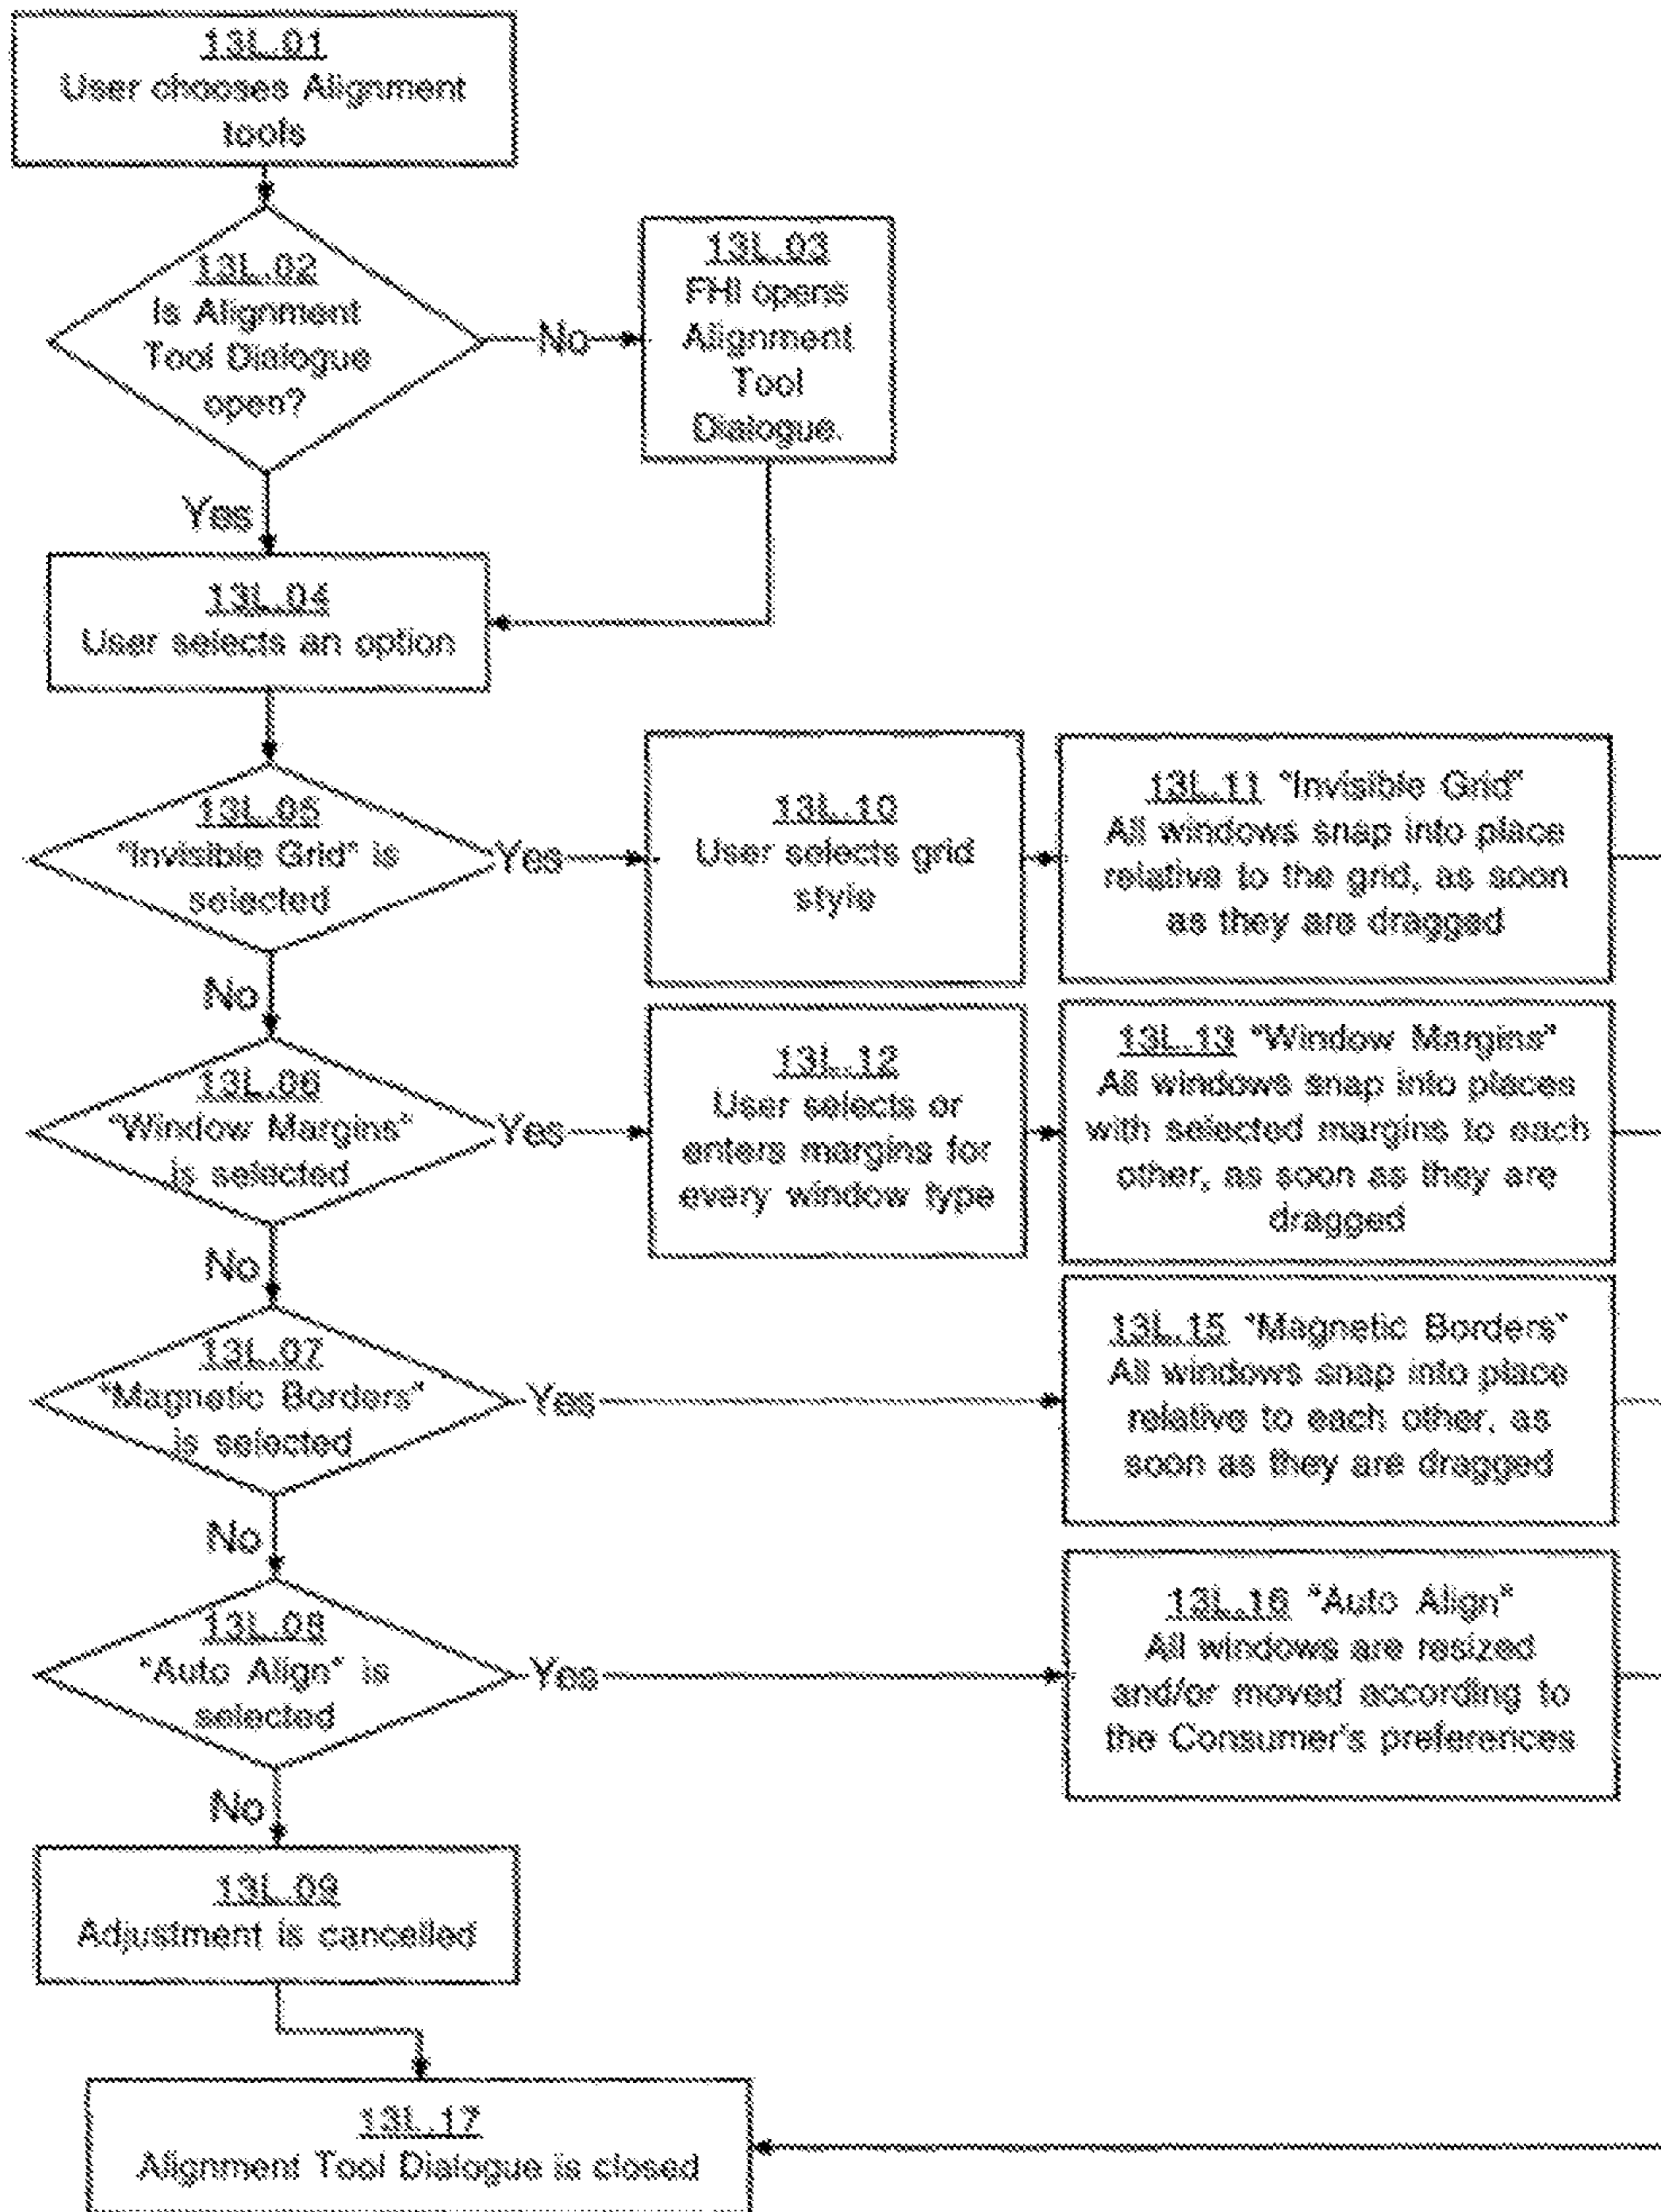 13L.01
User chooses Alignment
tools
13L.02
Is Alignment
Tool Dialogue
open?
No
13L.03
FHI opens
Alignment
Tool
Dialogue.
Yes
13L.04
User selects an option
13L.05
"Invisible Grid" is
selected
Yes
13L.10
User selects grid
style
13L.11 "Invisible Grid"
All windows snap into place
relative to the grid, as soon
as they are dragged
No
13L.06
"Window Margins"
is selected
Yes
13L.12
User selects or
enters margins for
every window type
13L.13 "Window Margins"
All windows snap into places
with selected margins to each
other, as soon as they are
dragged
No
13L.07
"Magnetic Borders"
is selected
Yes
13L.15 "Magnetic Borders"
All windows snap into place
relative to each other, as
soon as they are dragged
No
13L.08
"Auto Align" is
selected
Yes
13L.16 "Auto Align"
All windows are resized
and/or moved according to
the Consumer's preferences
No
13L.09
Adjustment is cancelled
13L.17
Alignment Tool Dialogue is closed